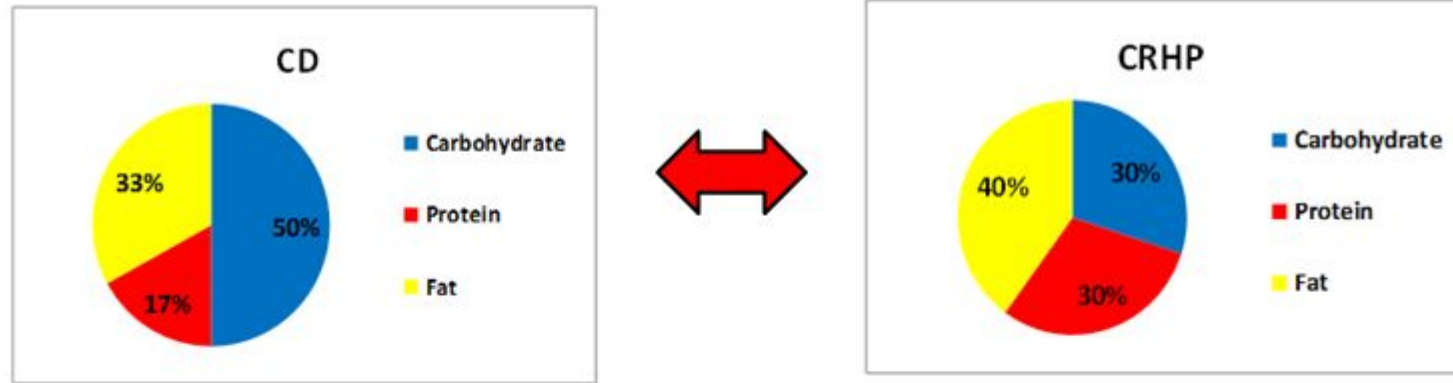 CD
Carbohydrate
33%
Protein
50%
17%
Fat
CRHP
Carbohydrate
30%
40%
Protein
30%
Fat